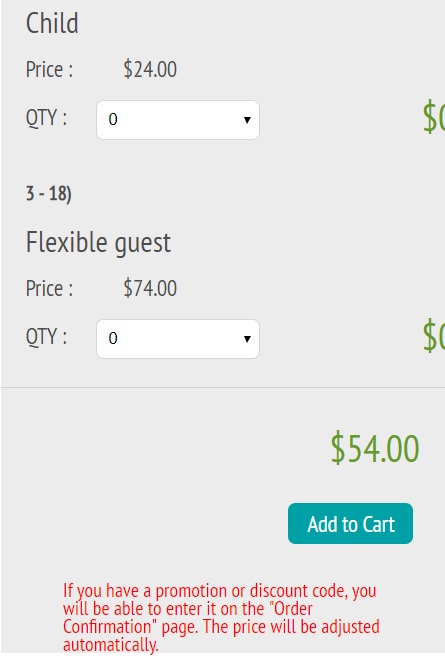 Child
Price : $24.00
QTY : 0
3 - 18)
Flexible guest
Price : $74.00
QTY : 0
$54.00
Add to Cart
If you have a promotion or discount code, you
will be able to enter it on the "Order
Confirmation" page. The price will be adjusted
automatically.